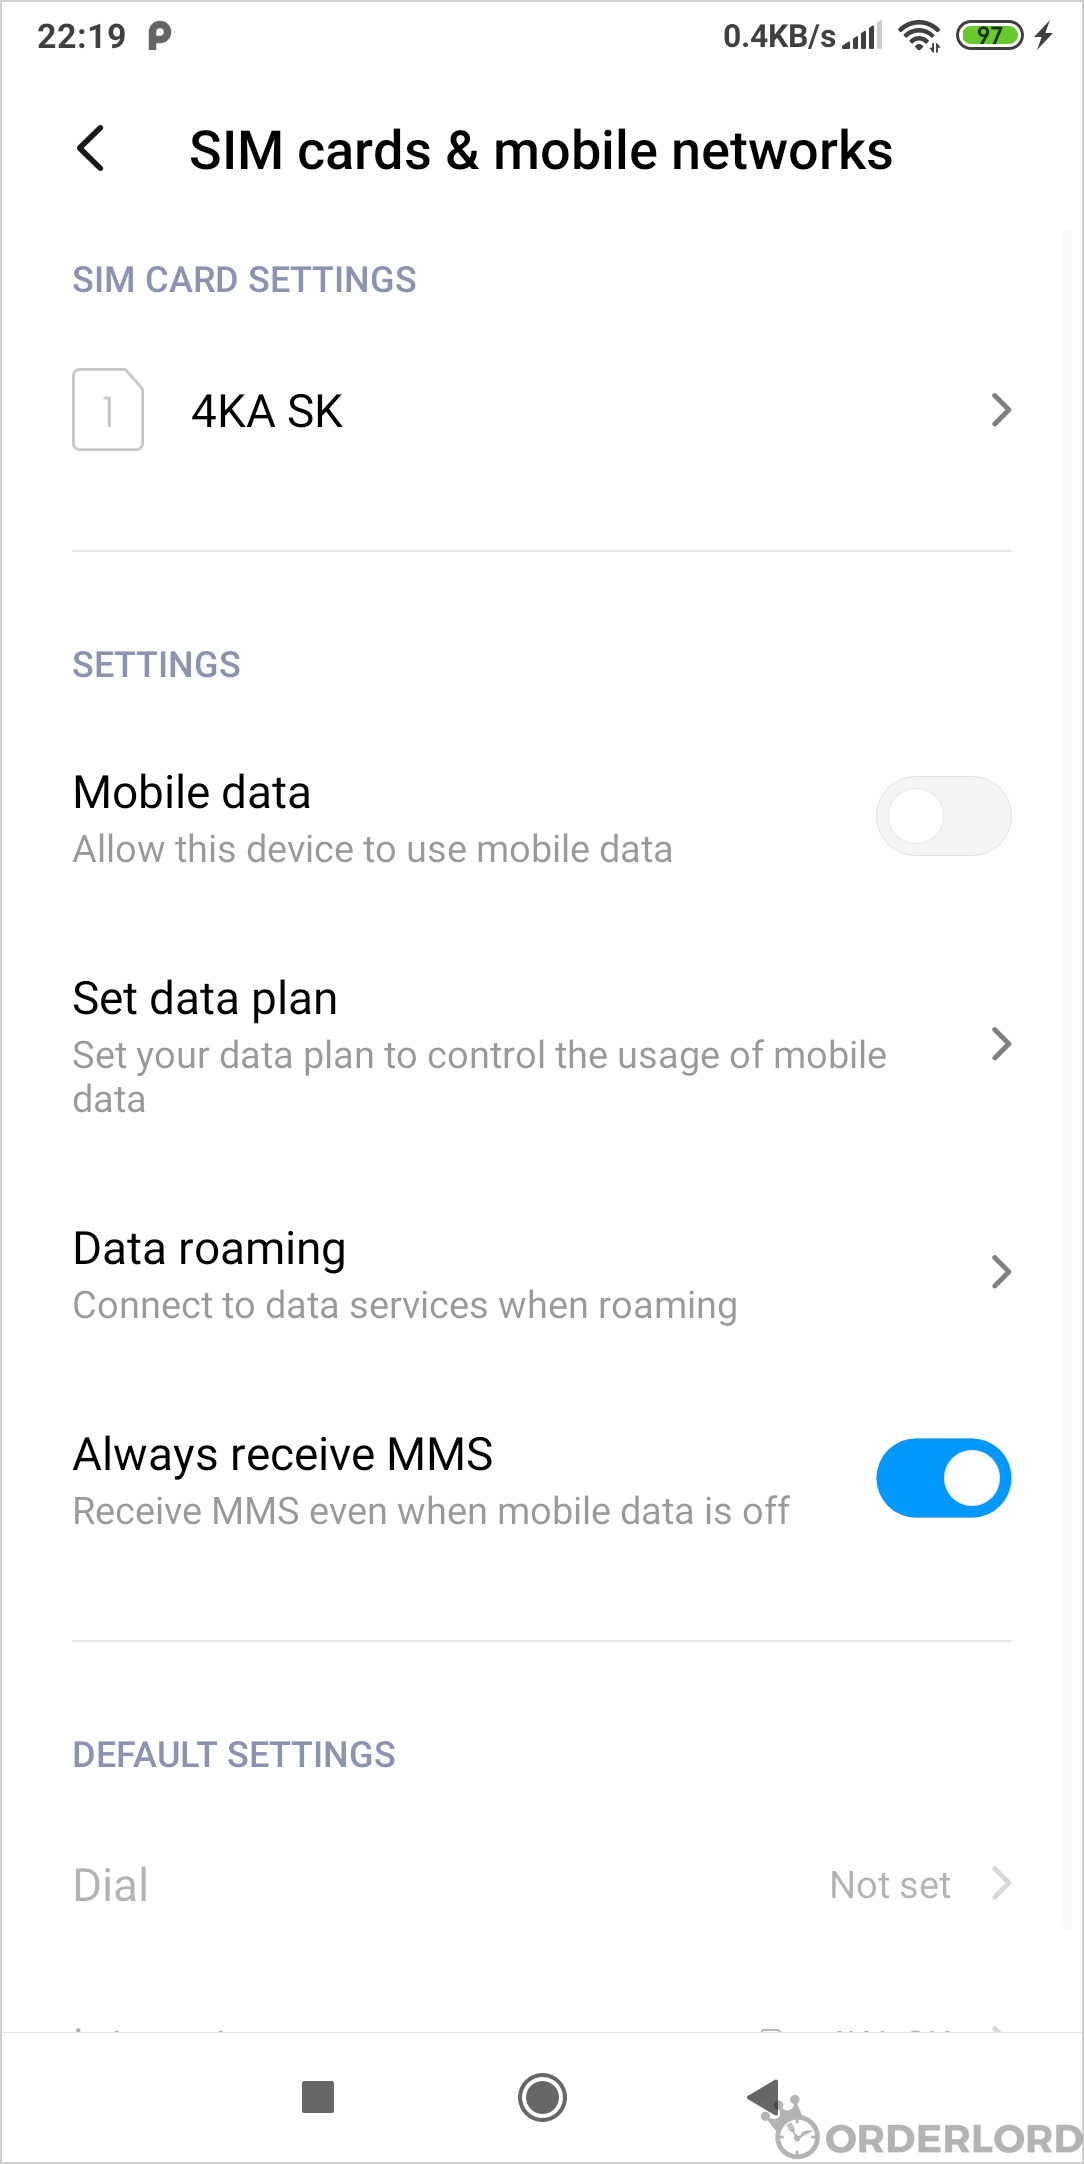 22:19 0.4KB/s 97
SIM cards & mobile networks
SIM CARD SETTINGS
1 4KA SK
SETTINGS
Mobile data
Allow this device to use mobile data
Set data plan
Set your data plan to control the usage of mobile
data
Data roaming
Connect to data services when roaming
Always receive MMS
Receive MMS even when mobile data is off
DEFAULT SETTINGS
Dial Not set
ORDERLORD